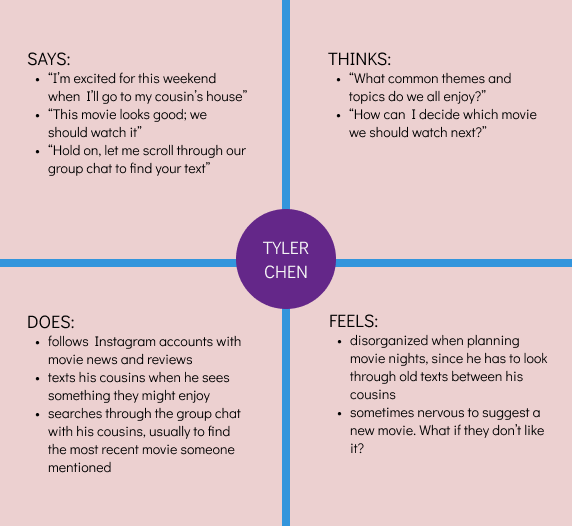 SAYS:
• “I’m excited for this weekend
when I’ll go to my cousin’s house”
• “This movie looks good; we
should watch it”
• “Hold on, let me scroll through our
group chat to find your text”
THINKS:
• “What common themes and
topics do we all enjoy?”
• “How can I decide which movie
we should watch next?”
TYLER
CHEN
DOES:
• follows Instagram accounts with
movie news and reviews
• texts his cousins when he sees
something they might enjoy
• searches through the group chat
with his cousins, usually to find
the most recent movie someone
mentioned
FEELS:
• disorganized when planning
movie nights, since he has to look
through old texts between his
cousins
• sometimes nervous to suggest a
new movie. What if they don’t like
it?